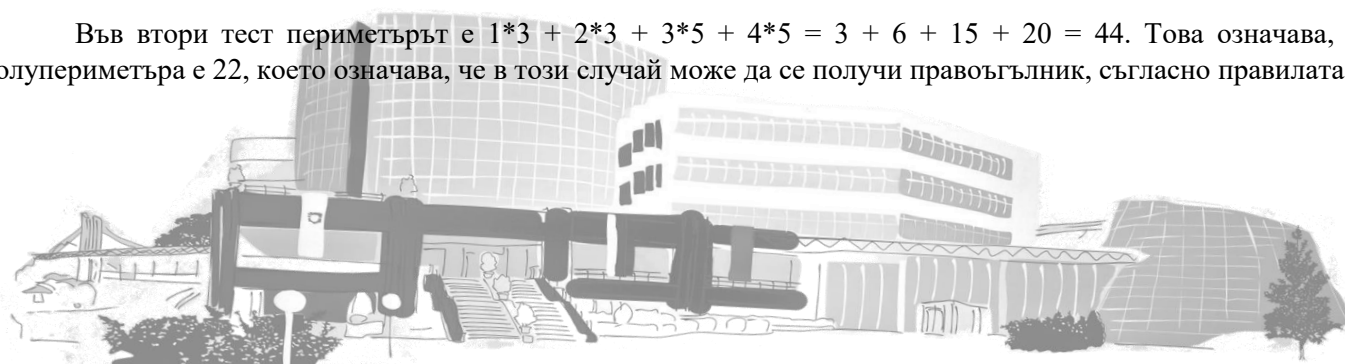 Във втори тест периметърът е 1*3 + 2*3 + 3*5 + 4*5 = 3 + 6 + 15 + 20 = 44. Това означава,
олупериметъра е 22, което означава, че в този случай може да се получи правоъгълник, съгласно правилата